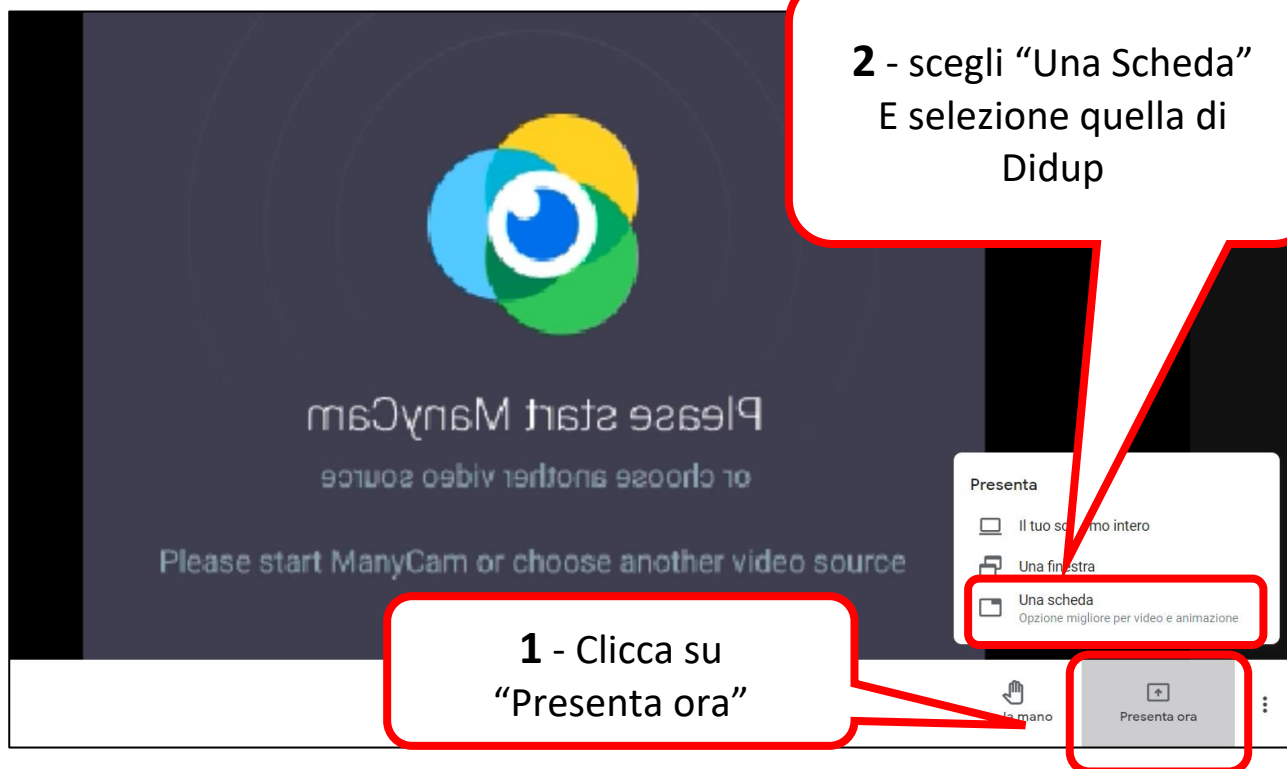 2 - scegli “Una Scheda”
E selezione quella di
Didup
Please start ManyCam
or choose another video source
Please start ManyCam or choose another video source
Presenta
Il tuo mo intero
Una finestra
Una scheda
Opzione migliore per video e animazione
1 - Clicca su
“Presenta ora”
mano
Presenta ora